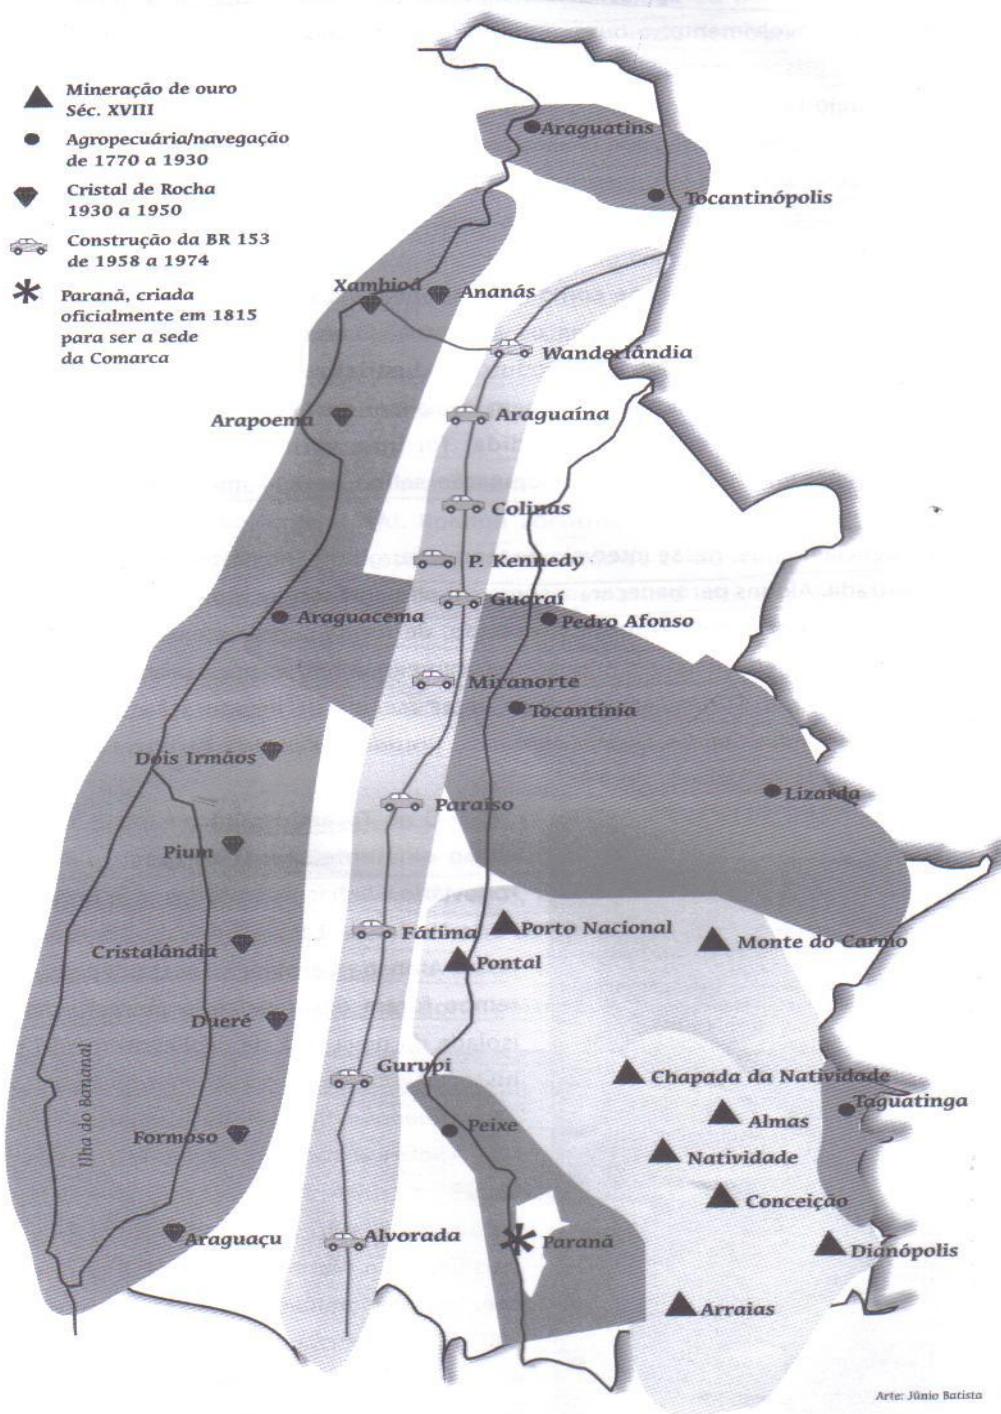 Mineração de ouro
Séc. XVIII
Agropecuária/navegação
de 1770 a 1930
Cristal de Rocha
1930 a 1950
Construção da BR 153
de 1958 a 1974
Paranã, criada
oficialmente em 1815
para ser a sede
da Comarca
Araguatins
Tocantinópolis
Xambioá
Ananás
Wanderlândia
Arapoema
Araguaína
Colinas
P. Kennedy
Guaraí
Araguacema
Pedro Afonso
Miranorte
Tocantínia
Dois Irmãos
Lizarda
Paraíso
Pium
Porto Nacional
Fátima
Monte do Carmo
Cristalândia
Pontal
Dueré
Gurupi
Chapada da Natividade
Taguatinga
Ilha do Bananal
Almas
Formoso
Peixe
Natividade
Conceição
Araguaçu
Alvorada
Paranã
Dianópolis
Arraias
Arte: Júnio Batista